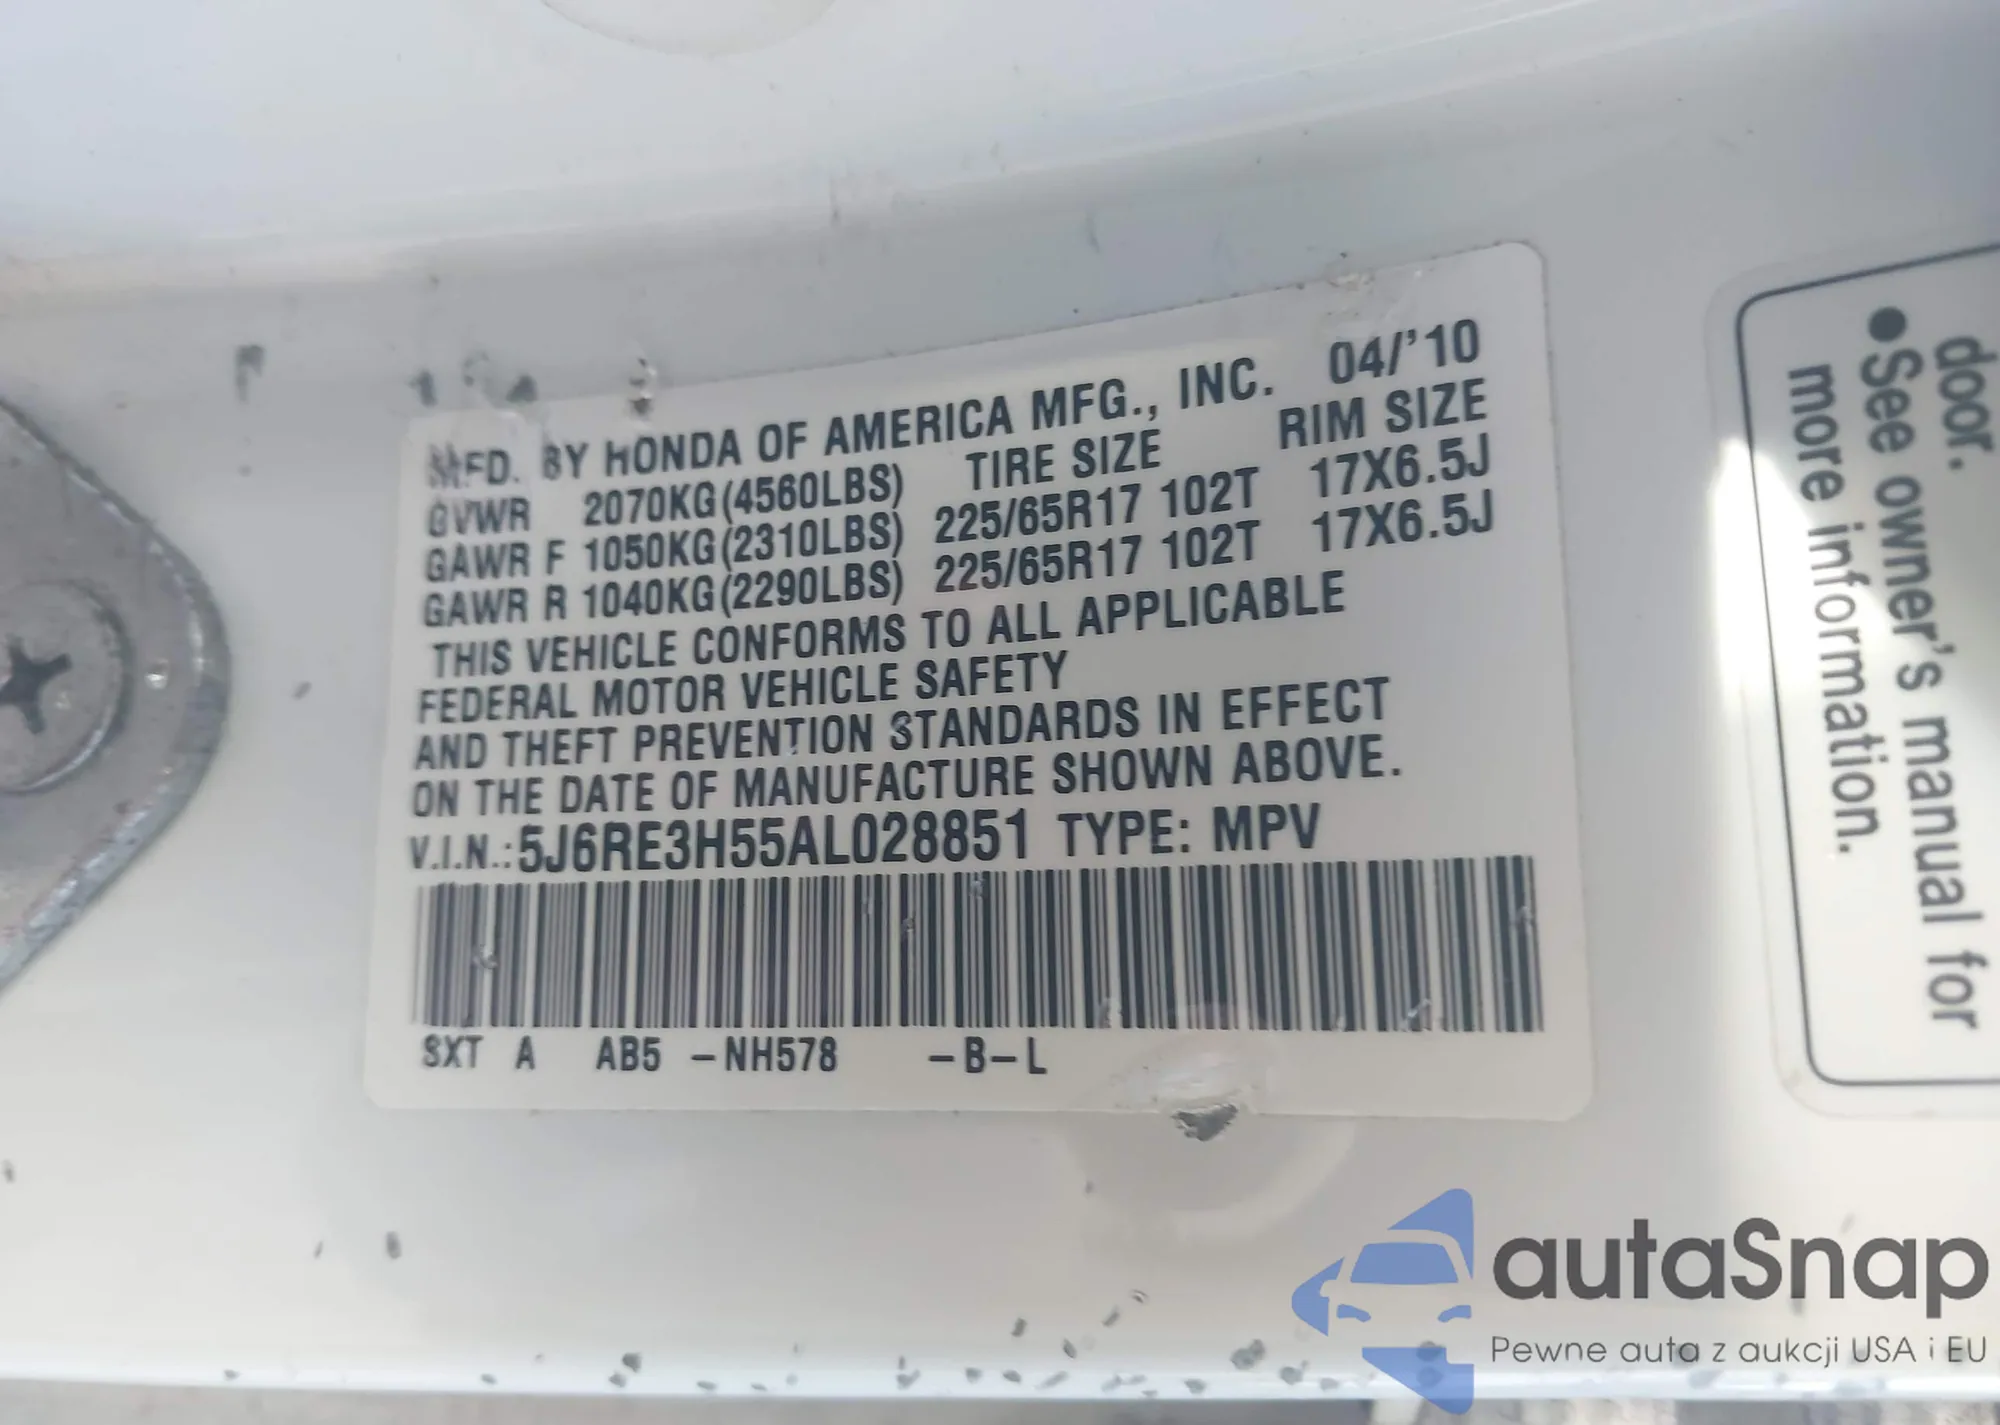 MFD. BY HONDA OF AMERICA MFG., INC. 04/'10
GVWR 2070KG(4560LBS) TIRE SIZE RIM SIZE
GAWR F 1050KG(2310LBS) 225/65R17 102T 17X6.5J
GAWR R 1040KG(2290LBS) 225/65R17 102T 17X6.5J
THIS VEHICLE CONFORMS TO ALL APPLICABLE
FEDERAL MOTOR VEHICLE SAFETY
AND THEFT PREVENTION STANDARDS IN EFFECT
ON THE DATE OF MANUFACTURE SHOWN ABOVE.
V.I.N.:5J6RE3H55AL028851 TYPE: MPV
SXT A AB5 -NH578 -B-L
door.
●See owner's manual for
more information.
autaSnap
Pewne auta z aukcji USA i EU